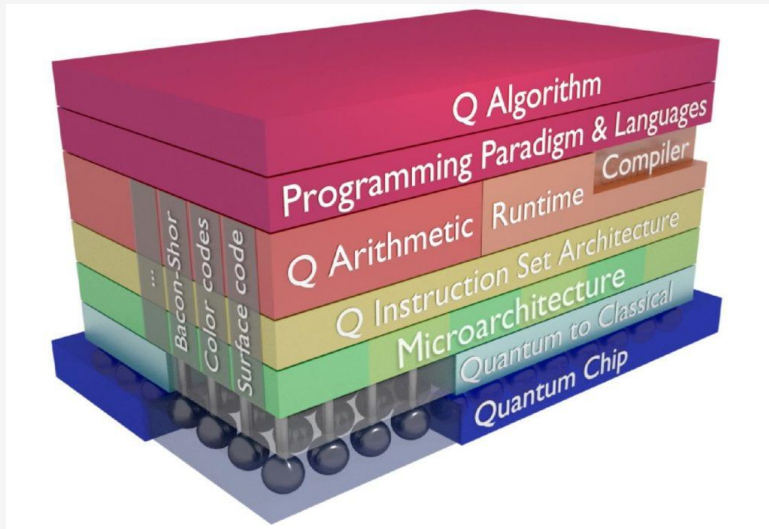 Q Algorithm
Programming Paradigm & Languages
Q Arithmetic
Runtime
Compiler
Q Instruction Set Architecture
Microarchitecture
Quantum to Classical
Quantum Chip
...
Bacon-Shor
Color codes
Surface code